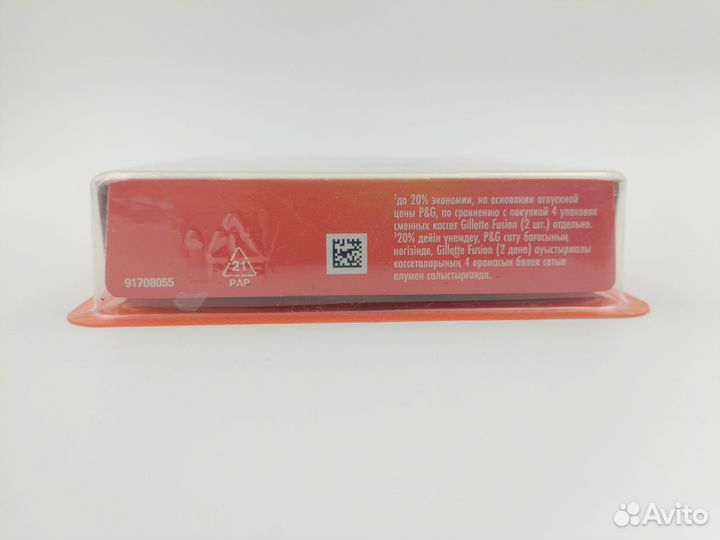 ¹до 20% экономии, на основании отпускной
цены P&G, по сравнению с покупкой 4 упаковок
сменных кассет Gillette Fusion (2 шт.) отдельно.
¹20% дейін үнемдеу, P&G сату бағасының
негізінде, Gillette Fusion (2 дана) ауыстырмалы
кассеталарының 4 орамасын бөлек сатып
алумен салыстырғанда.
21
PAP
91708055
Avito